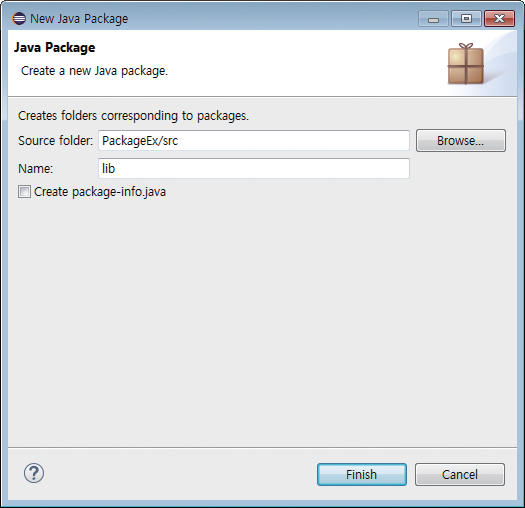 New Java Package
Java Package
Create a new Java package.
Creates folders corresponding to packages.
Source folder: PackageEx/src Browse...
Name: lib
Create package-info.java
? Finish Cancel